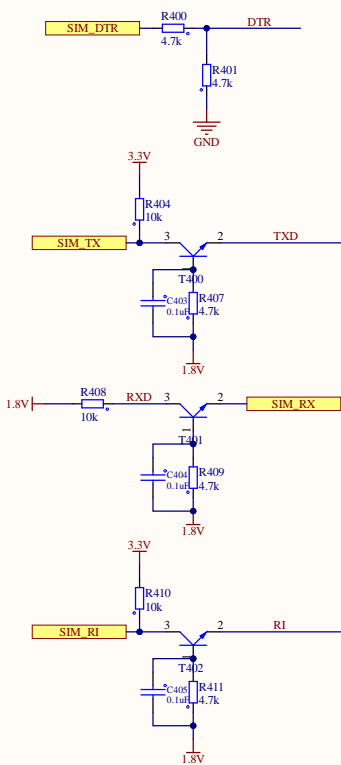 SIM_DTR
R400
4.7k
DTR
R401
4.7k
GND
3.3V
R404
10k
SIM_TX
3
2
TXD
1
T400
C403
0.1uF
R407
4.7k
1.8V
1.8V
R408
10k
RXD
3
2
SIM_RX
1
T401
C404
0.1uF
R409
4.7k
1.8V
3.3V
R410
10k
SIM_RI
3
2
RI
1
T402
C405
0.1uF
R411
4.7k
1.8V